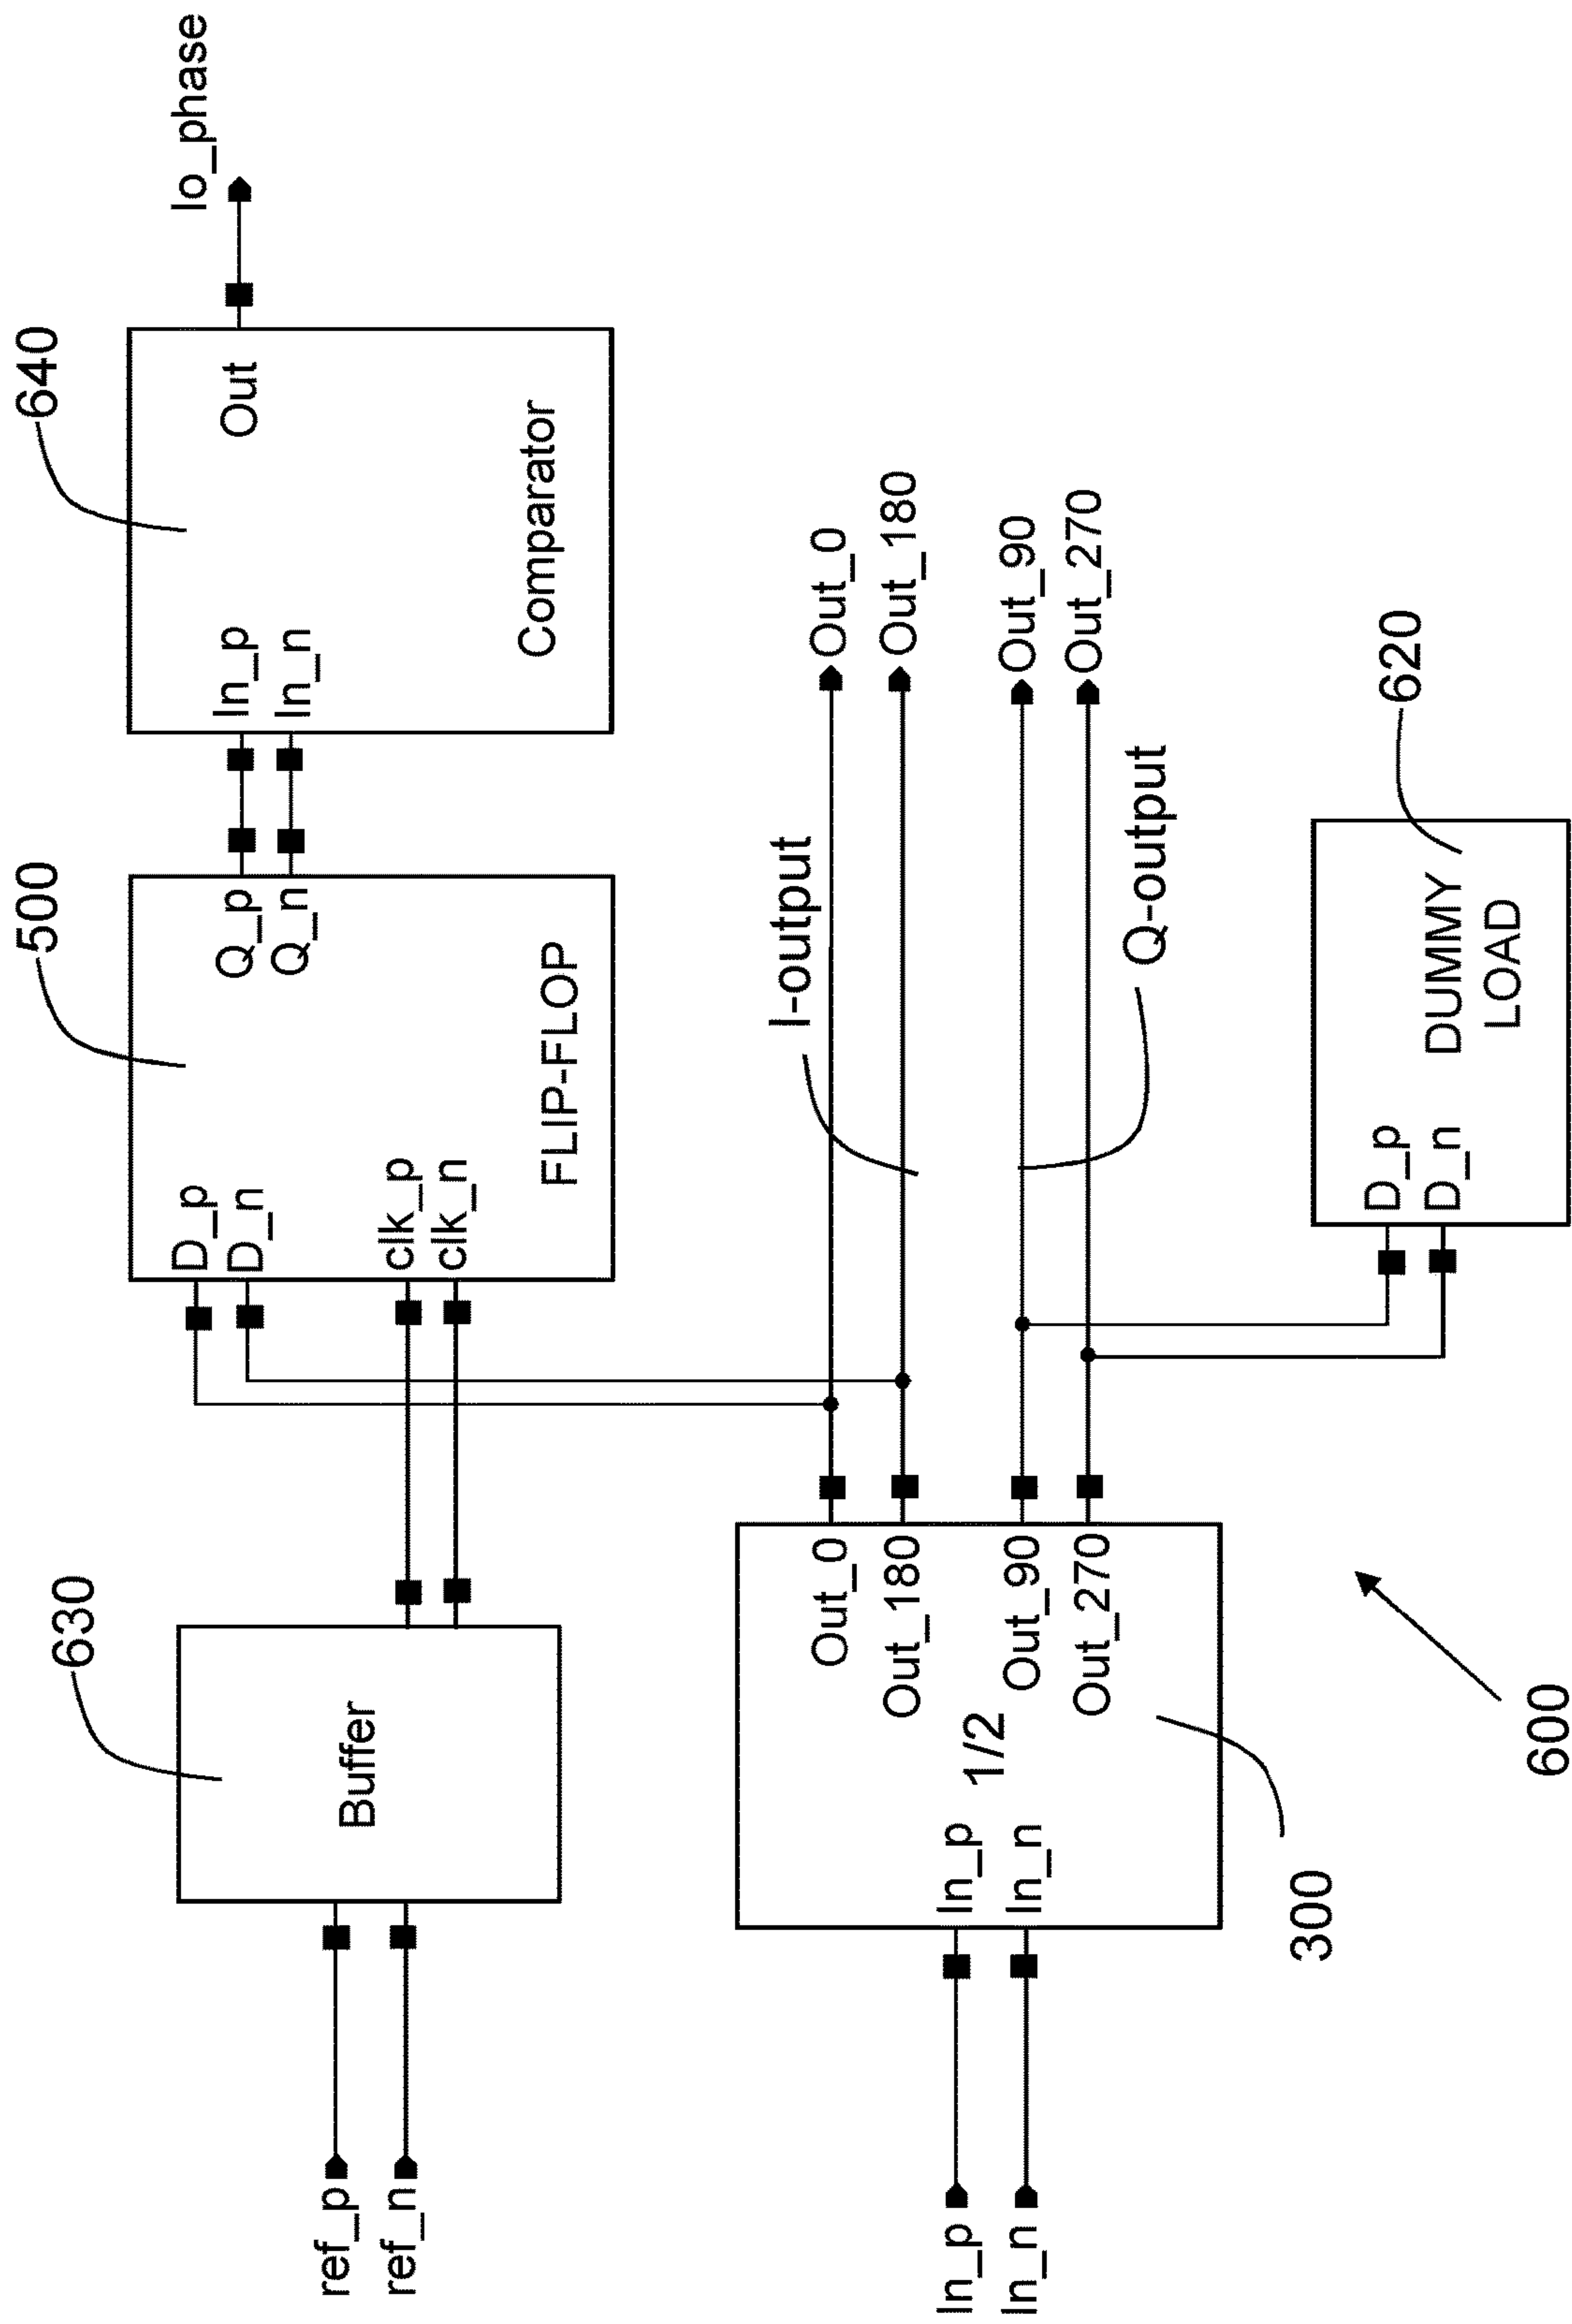 630
500
640
lo_phase
ref_p
ref_n
Buffer
D_p
D_n
clk_p
clk_n
Q_p
Q_n
FLIP-FLOP
In_p
In_n
Out
Comparator
In_p
In_n
In_p
In_n
1/2
Out_0
Out_180
Out_90
Out_270
300
I-output
Q-output
Out_0
Out_180
Out_90
Out_270
D_p
D_n
DUMMY
LOAD
620
600